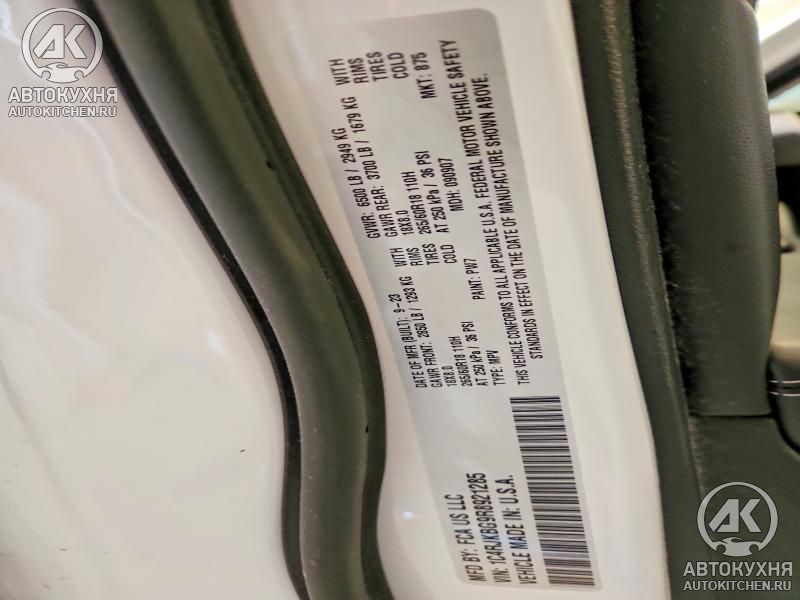 MFD BY: FCA US LLC
DATE OF MFR (BUILT): 9-23
GVWR: 6500 LB / 2949 KG
GAWR FRONT: 2850 LB / 1293 KG WITH
GAWR REAR: 3700 LB / 1679 KG WITH
18X8.0 RIMS
18X8.0 RIMS
265/60R18 110H TIRES
265/60R18 110H TIRES
AT 250 kPa / 36 PSI COLD
AT 250 kPa / 36 PSI COLD
VIN: 1C4RJKBG9R8921285
TYPE: MPV
PAINT: PW7
MDH: 090907
MKT: 875
VEHICLE MADE IN: U.S.A.
THIS VEHICLE CONFORMS TO ALL APPLICABLE U.S.A. FEDERAL MOTOR VEHICLE SAFETY
STANDARDS IN EFFECT ON THE DATE OF MANUFACTURE SHOWN ABOVE.
АК
АВТОКУХНЯ
AUTOKITCHEN.RU
АК
АВТОКУХНЯ
AUTOKITCHEN.RU